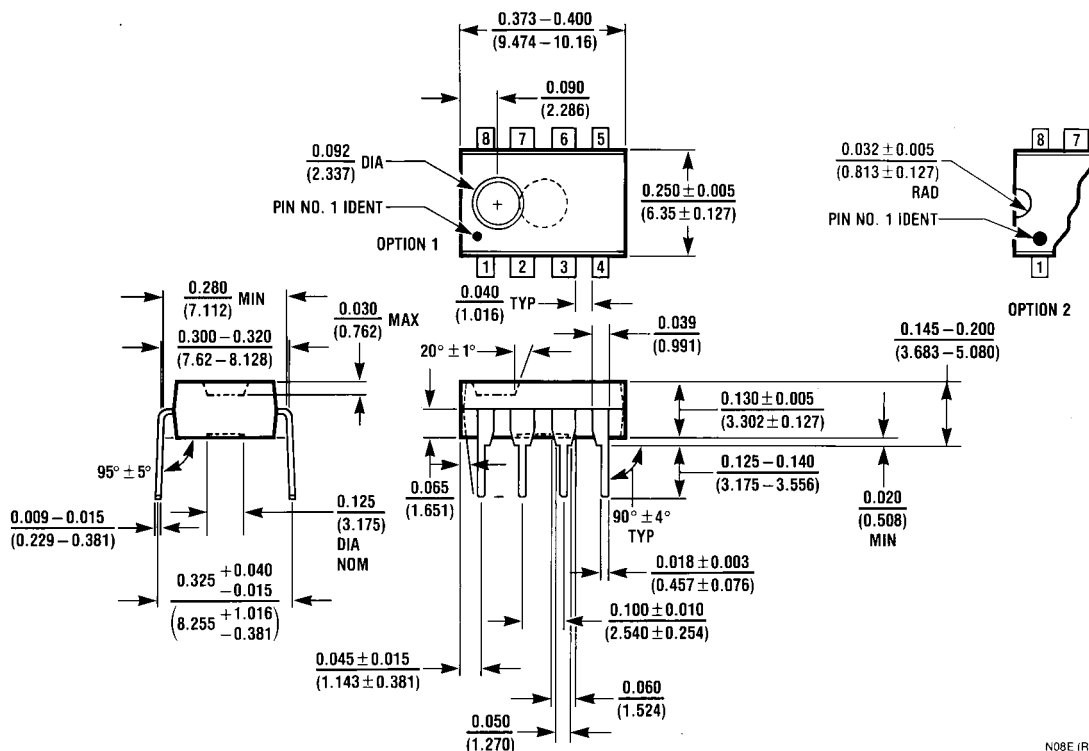 0.373 – 0.400
(9.474 – 10.16)
0.090
(2.286)
8 7 6 5
0.092 DIA
(2.337)
PIN NO. 1 IDENT
OPTION 1
1 2 3 4
0.250 ± 0.005
(6.35 ± 0.127)
8 7
0.032 ± 0.005
(0.813 ± 0.127)
RAD
PIN NO. 1 IDENT
1
OPTION 2
0.280 MIN
(7.112)
0.300 – 0.320
(7.62 – 8.128)
0.030 MAX
(0.762)
95° ± 5°
0.009 – 0.015
(0.229 – 0.381)
0.125
(3.175)
DIA
NOM
0.325 +0.040
−0.015
(8.255 +1.016
−0.381)
0.040 TYP
(1.016)
0.039
(0.991)
20° ± 1°
0.145 – 0.200
(3.683 – 5.080)
0.130 ± 0.005
(3.302 ± 0.127)
0.125 – 0.140
(3.175 – 3.556)
0.020
(0.508)
MIN
0.065
(1.651)
90° ± 4°
TYP
0.018 ± 0.003
(0.457 ± 0.076)
0.100 ± 0.010
(2.540 ± 0.254)
0.045 ± 0.015
(1.143 ± 0.381)
0.060
(1.524)
0.050
(1.270)
N08E (R